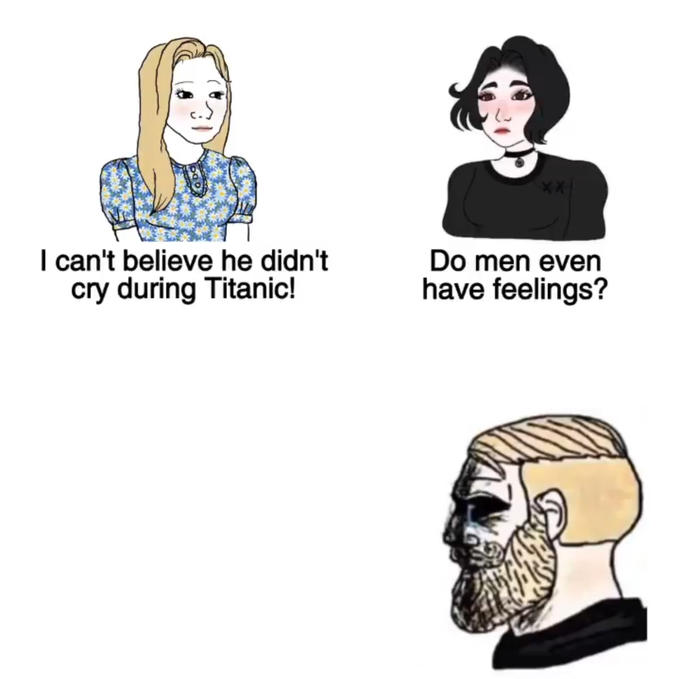 I can't believe he didn't
cry during Titanic!
Do men even
have feelings?